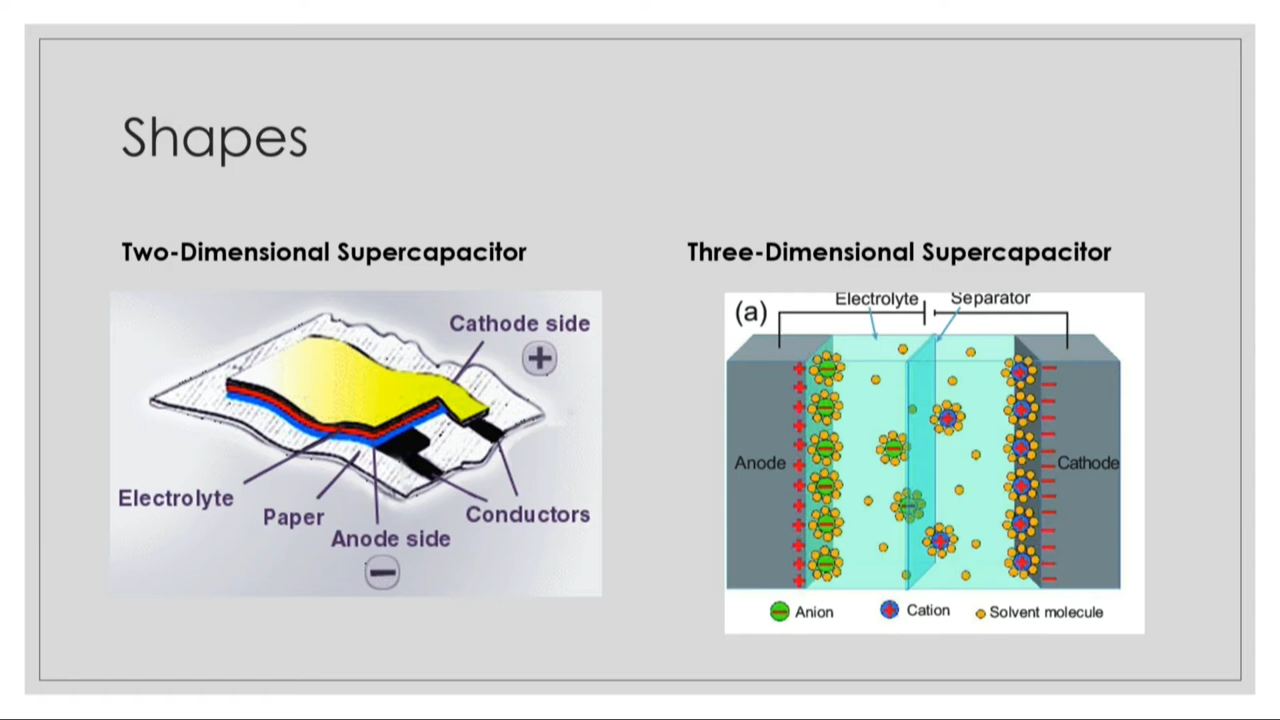 Shapes
Two-Dimensional Supercapacitor
Cathode side
+
Electrolyte
Paper
Anode side
−
Conductors
Three-Dimensional Supercapacitor
(a)
Electrolyte
Separator
Anode
Cathode
Anion
Cation
Solvent molecule